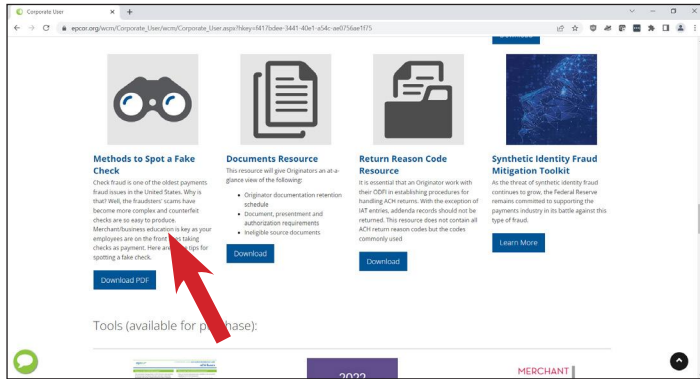 Corporate User
epcor.org/wcm/Corporate_User/wcm/Corporate_User.aspx?hkey=f417bdee-3441-40e1-a54c-ae0756ae1f75
Methods to Spot a Fake
Check
Check fraud is one of the oldest payments
fraud issues in the United States. Why is
that? Well, the fraudsters' scams have
become more complex and counterfeit
checks are so easy to produce.
Merchant/business education is key as your
employees are on the front taking
checks as payment. Here are tips for
spotting a fake check.
Download PDF
Documents Resource
This resource will give Originators an at-a-
glance view of the following:
• Originator documentation retention
schedule
• Document, presentment and
authorization requirements
• Ineligible source documents
Download
Return Reason Code
Resource
It is essential that an Originator work with
their ODFI in establishing procedures for
handling ACH returns. With the exception of
IAT entries, addenda records should not be
returned. This resource does not contain all
ACH return reason codes but the codes
commonly used
Download
Synthetic Identity Fraud
Mitigation Toolkit
As the threat of synthetic identity fraud
continues to grow, the Federal Reserve
remains committed to supporting the
payments industry in its battle against this
type of fraud.
Learn More
Tools (available for purchase):
2022
MERCHANT